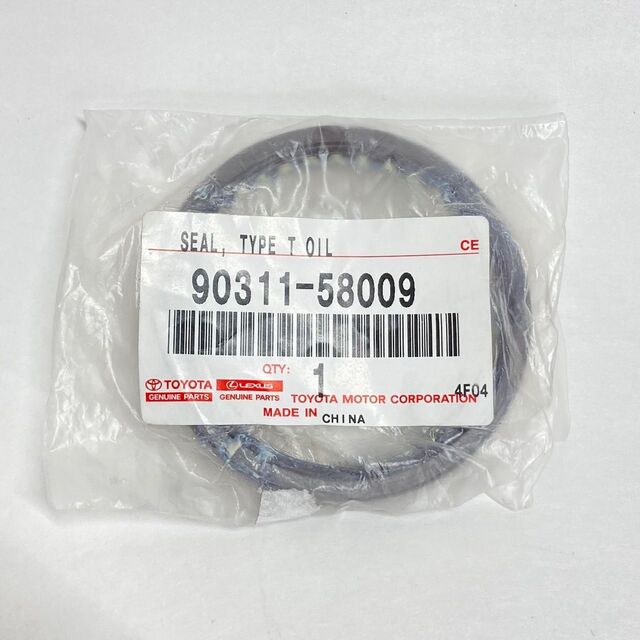 SEAL, TYPE T OIL CE
90311-58009
QTY: 1
TOYOTA LEXUS 4F04
GENUINE PARTS GENUINE PARTS TOYOTA MOTOR CORPORATION
MADE IN CHINA